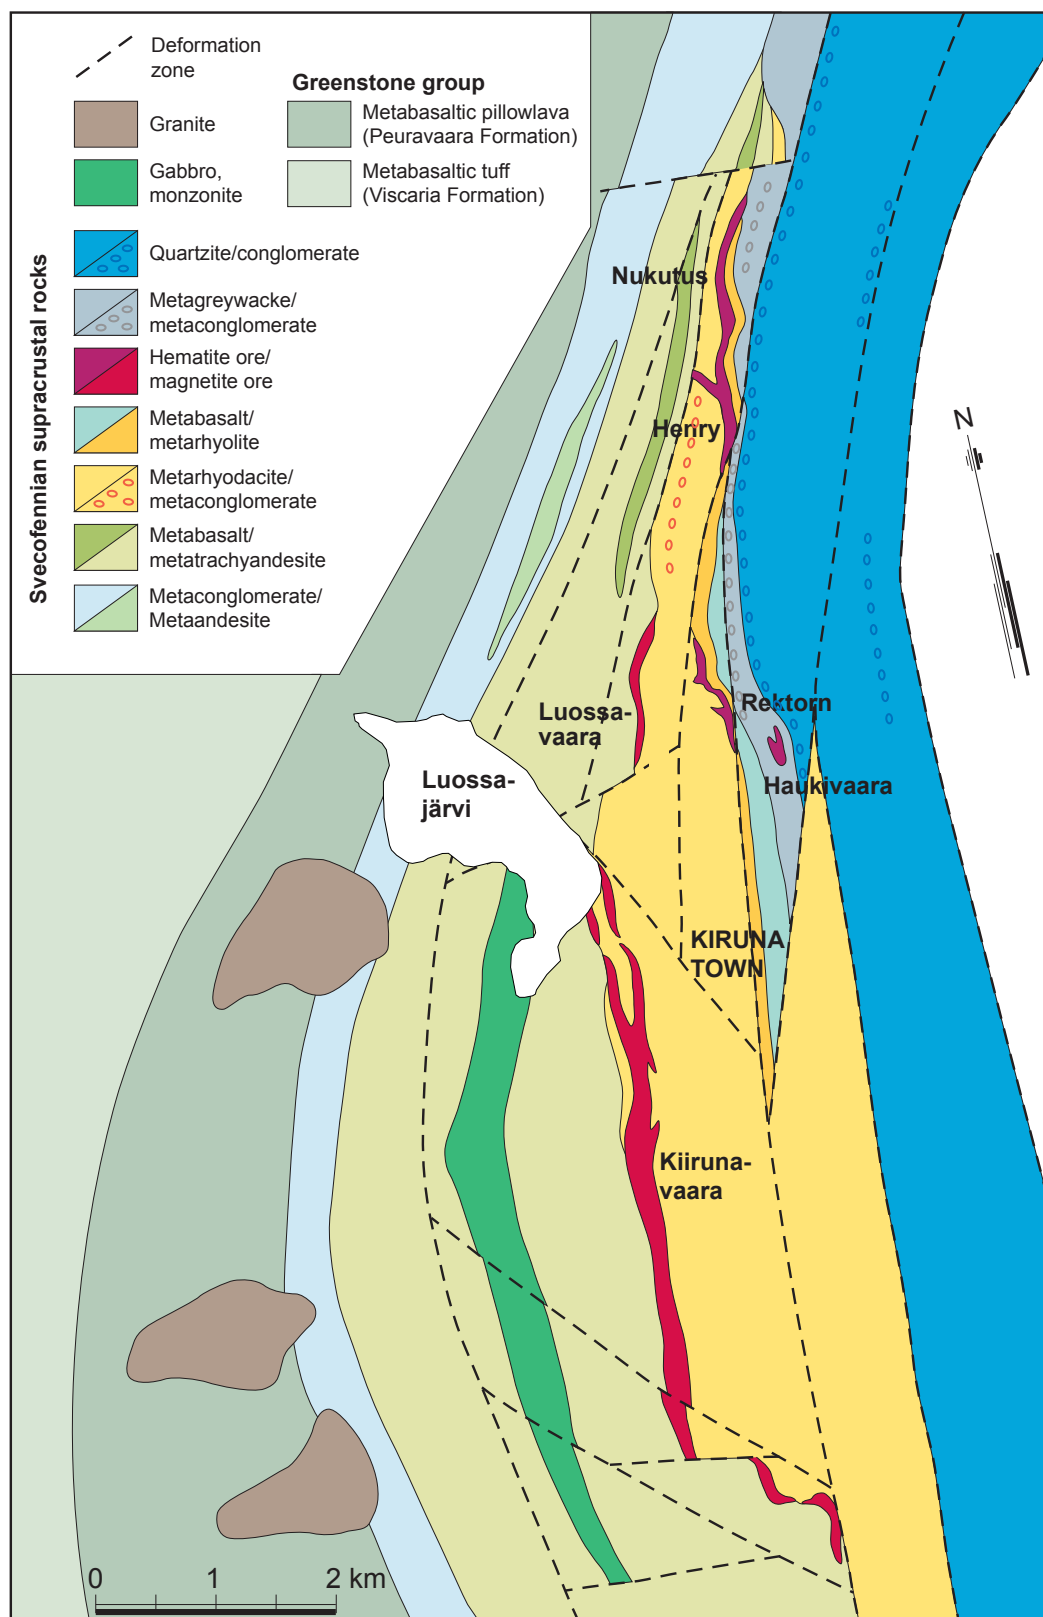 Deformation
zone
Granite
Gabbro,
monzonite
Greenstone group
Metabasaltic pillowlava
(Peuravaara Formation)
Metabasaltic tuff
(Viscaria Formation)
Svecofennian supracrustal rocks
Quartzite/conglomerate
Metagreywacke/
metaconglomerate
Hematite ore/
magnetite ore
Metabasalt/
metarhyolite
Metarhyodacite/
metaconglomerate
Metabasalt/
metatrachyandesite
Metaconglomerate/
Metaandesite
Nukutus
Henry
N
Rektorn
Luossa-
vaara
Haukivaara
Luossa-
järvi
KIRUNA
TOWN
Kiiruna-
vaara
0 1 2 km